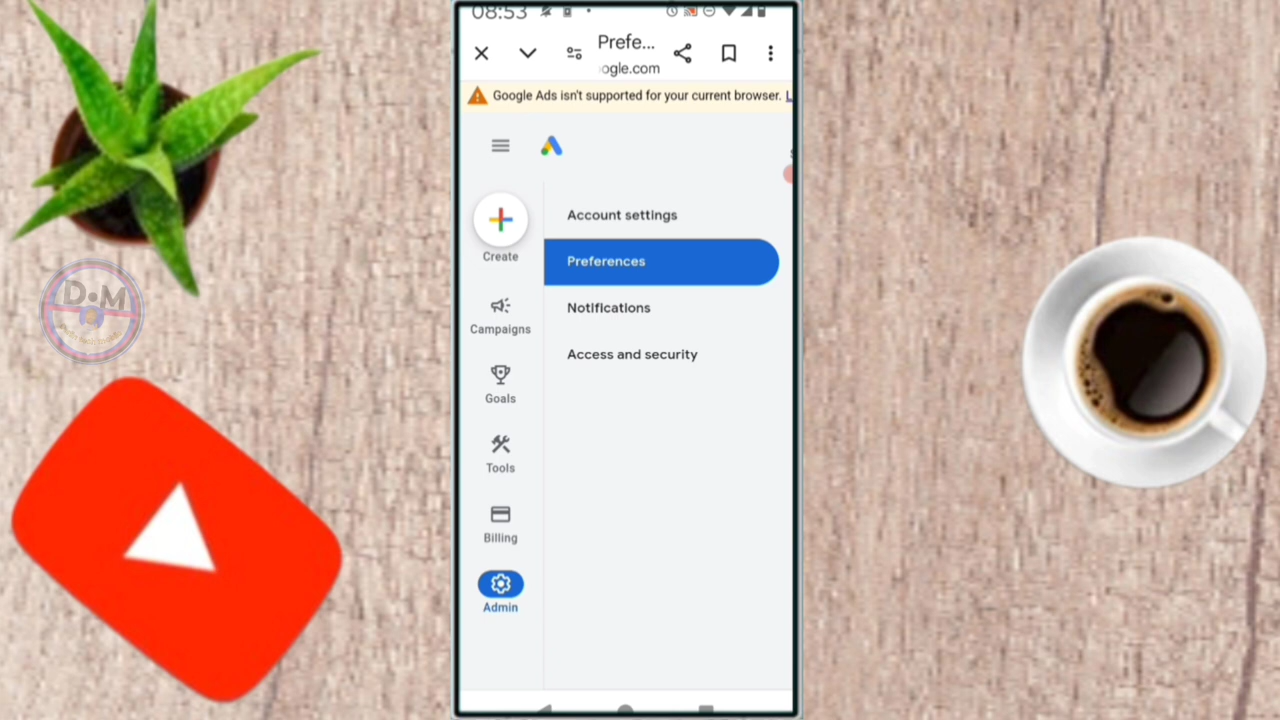 08:53
Prefe...
ogle.com
Google Ads isn't supported for your current browser. L
Create
Campaigns
Goals
Tools
Billing
Admin
Account settings
Preferences
Notifications
Access and security
D•M